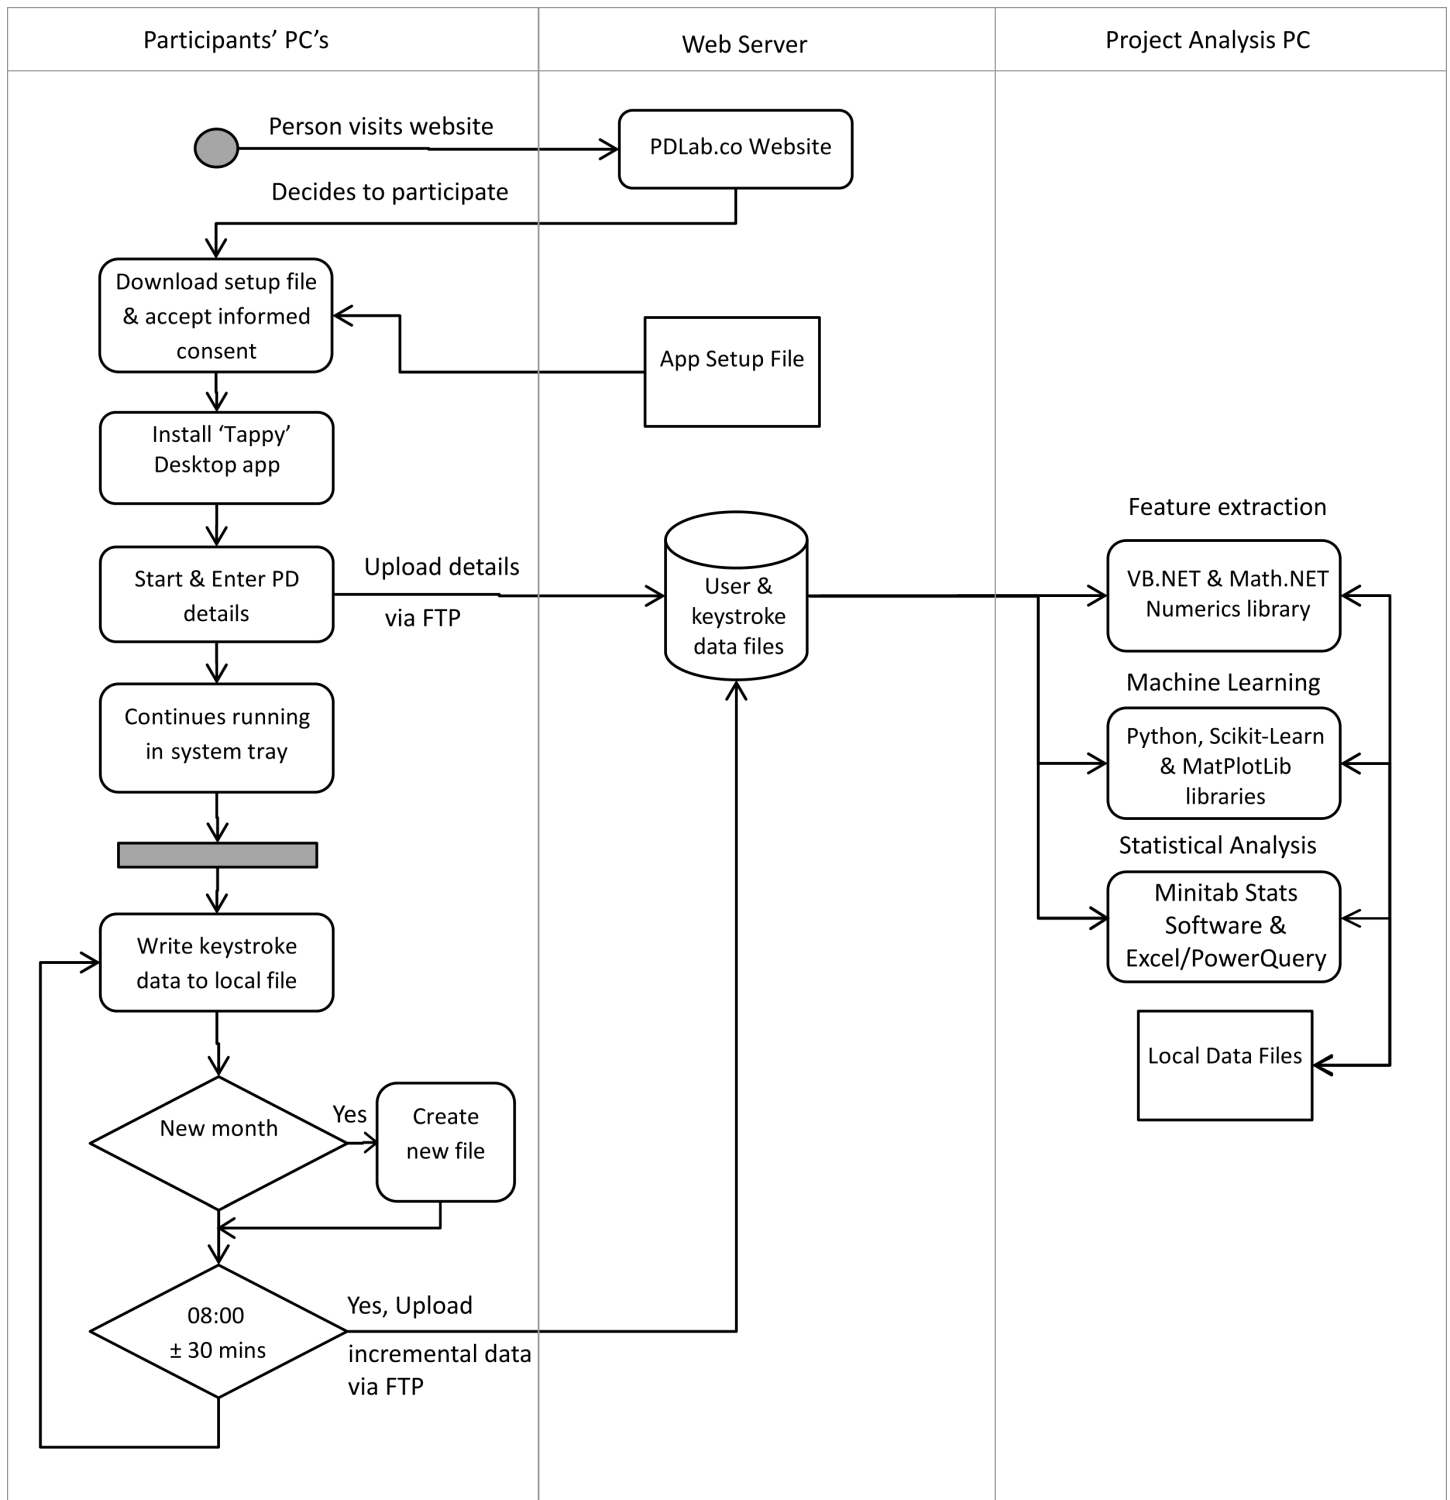 Participants’ PC’s
Web Server
Project Analysis PC
Person visits website
PDLab.co Website
Decides to participate
Download setup file
& accept informed
consent
App Setup File
Install ‘Tappy’
Desktop app
Start & Enter PD
details
Upload details
via FTP
User &
keystroke
data files
Feature extraction
VB.NET & Math.NET
Numerics library
Machine Learning
Python, Scikit-Learn
& MatPlotLib
libraries
Statistical Analysis
Minitab Stats
Software &
Excel/PowerQuery
Local Data Files
Continues running
in system tray
Write keystroke
data to local file
New month
Yes
Create
new file
08:00
± 30 mins
Yes, Upload
incremental data
via FTP